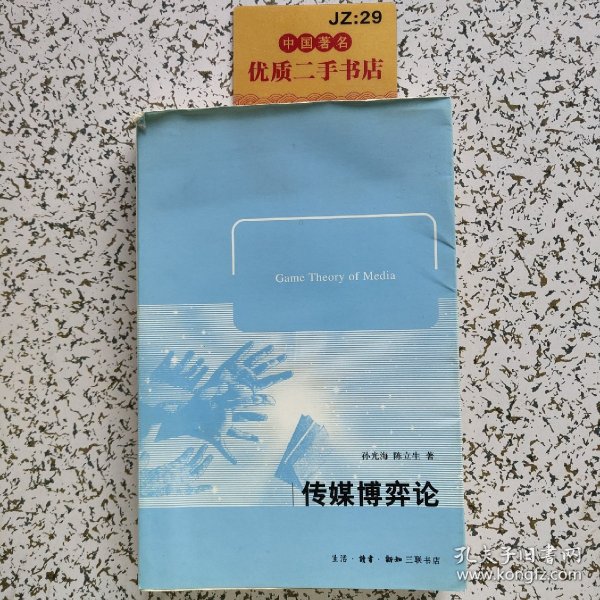 JZ:29
中国著名
优质二手书店
Game Theory of Media
孙光海 陈立生 著
传媒博弈论
生活·讀書·新知三联书店
孔夫子旧书网
www.kongfz.com